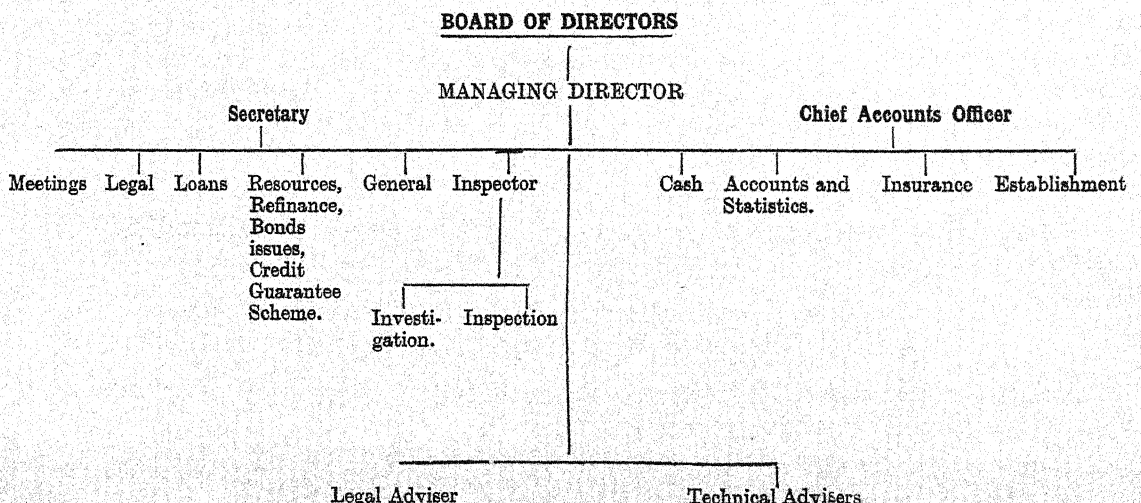 BOARD OF DIRECTORS
MANAGING DIRECTOR
Secretary
Chief Accounts Officer
Meetings Legal Loans Resources, General Inspector Cash Accounts and Insurance Establishment
Refinance, Statistics.
Bonds
issues,
Credit
Guarantee
Scheme.
Investi- Inspection
gation.
Legal Adviser Technical Advisers